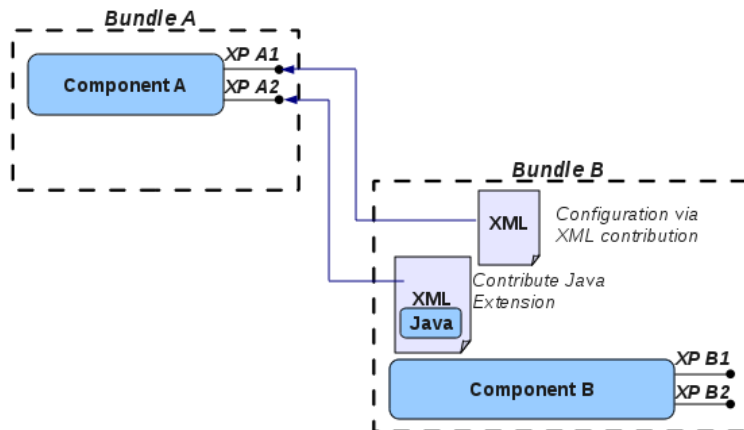 Bundle A
XP A1
Component A
XP A2
Bundle B
XML
Configuration via
XML contribution
Contribute Java
Extension
XML
Java
XP B1
Component B
XP B2